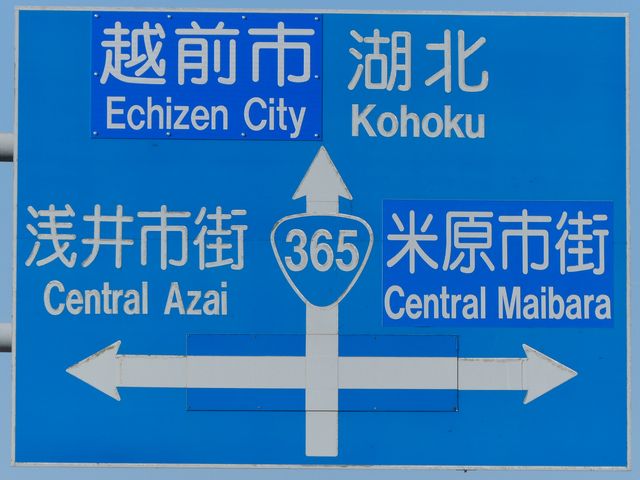 越前市
Echizen City
湖北
Kohoku
365
浅井市街
Central Azai
米原市街
Central Maibara